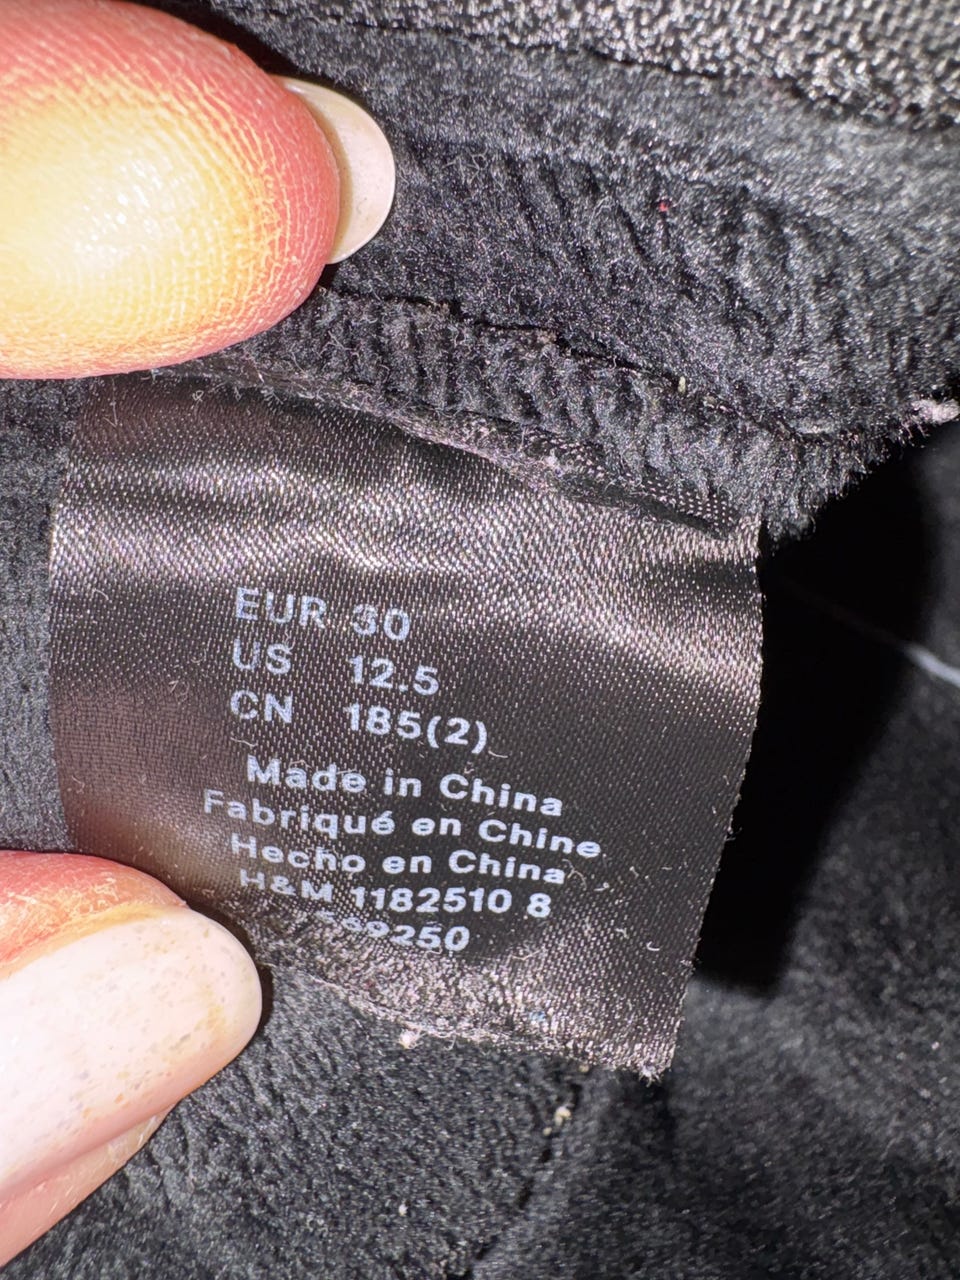 EUR 30
US 12.5
CN 185(2)
Made in China
Fabriqué en Chine
Hecho en China
H&M 1182510 8